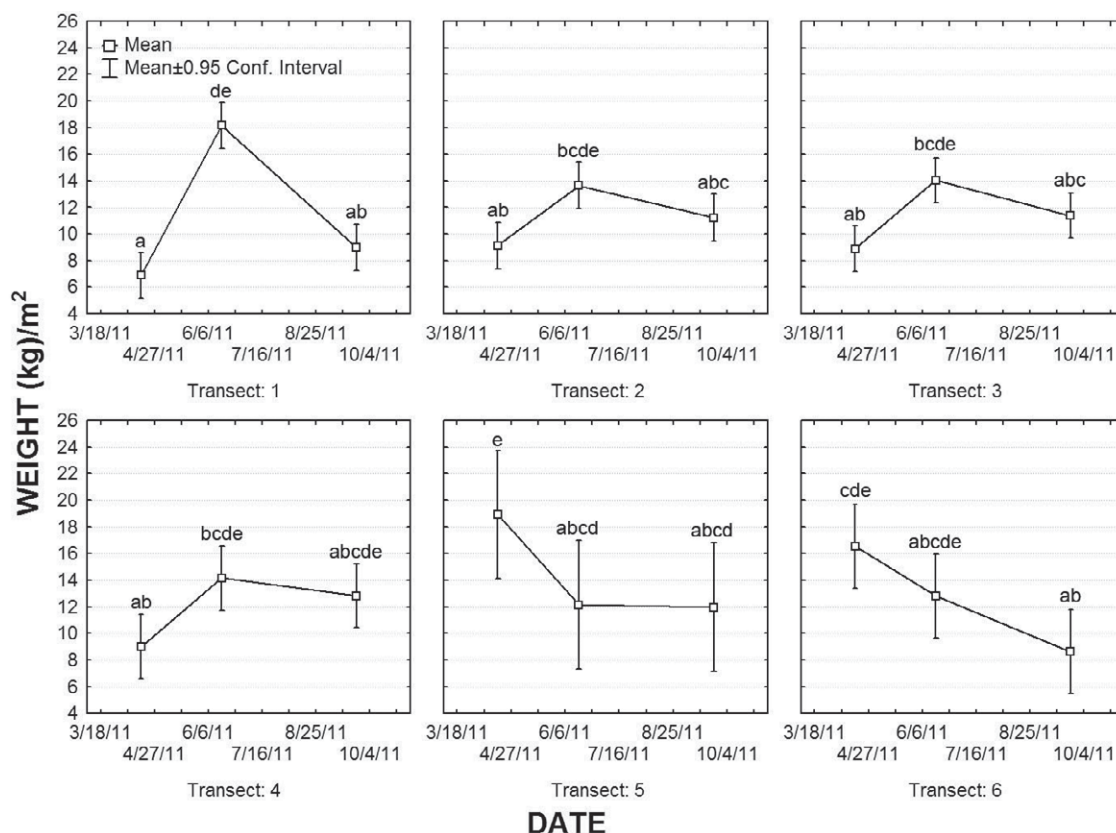 WEIGHT (kg)/m²
26
24
22
20
18
16
14
12
10
8
6
4
Mean
Mean±0.95 Conf. Interval
a
de
ab
3/18/11 6/6/11 8/25/11
4/27/11 7/16/11 10/4/11
Transect: 1
ab
bcde
abc
3/18/11 6/6/11 8/25/11
4/27/11 7/16/11 10/4/11
Transect: 2
ab
bcde
abc
3/18/11 6/6/11 8/25/11
4/27/11 7/16/11 10/4/11
Transect: 3
26
24
22
20
18
16
14
12
10
8
6
4
ab
bcde
abcde
3/18/11 6/6/11 8/25/11
4/27/11 7/16/11 10/4/11
Transect: 4
e
abcd
abcd
3/18/11 6/6/11 8/25/11
4/27/11 7/16/11 10/4/11
Transect: 5
cde
abcde
ab
3/18/11 6/6/11 8/25/11
4/27/11 7/16/11 10/4/11
Transect: 6
DATE